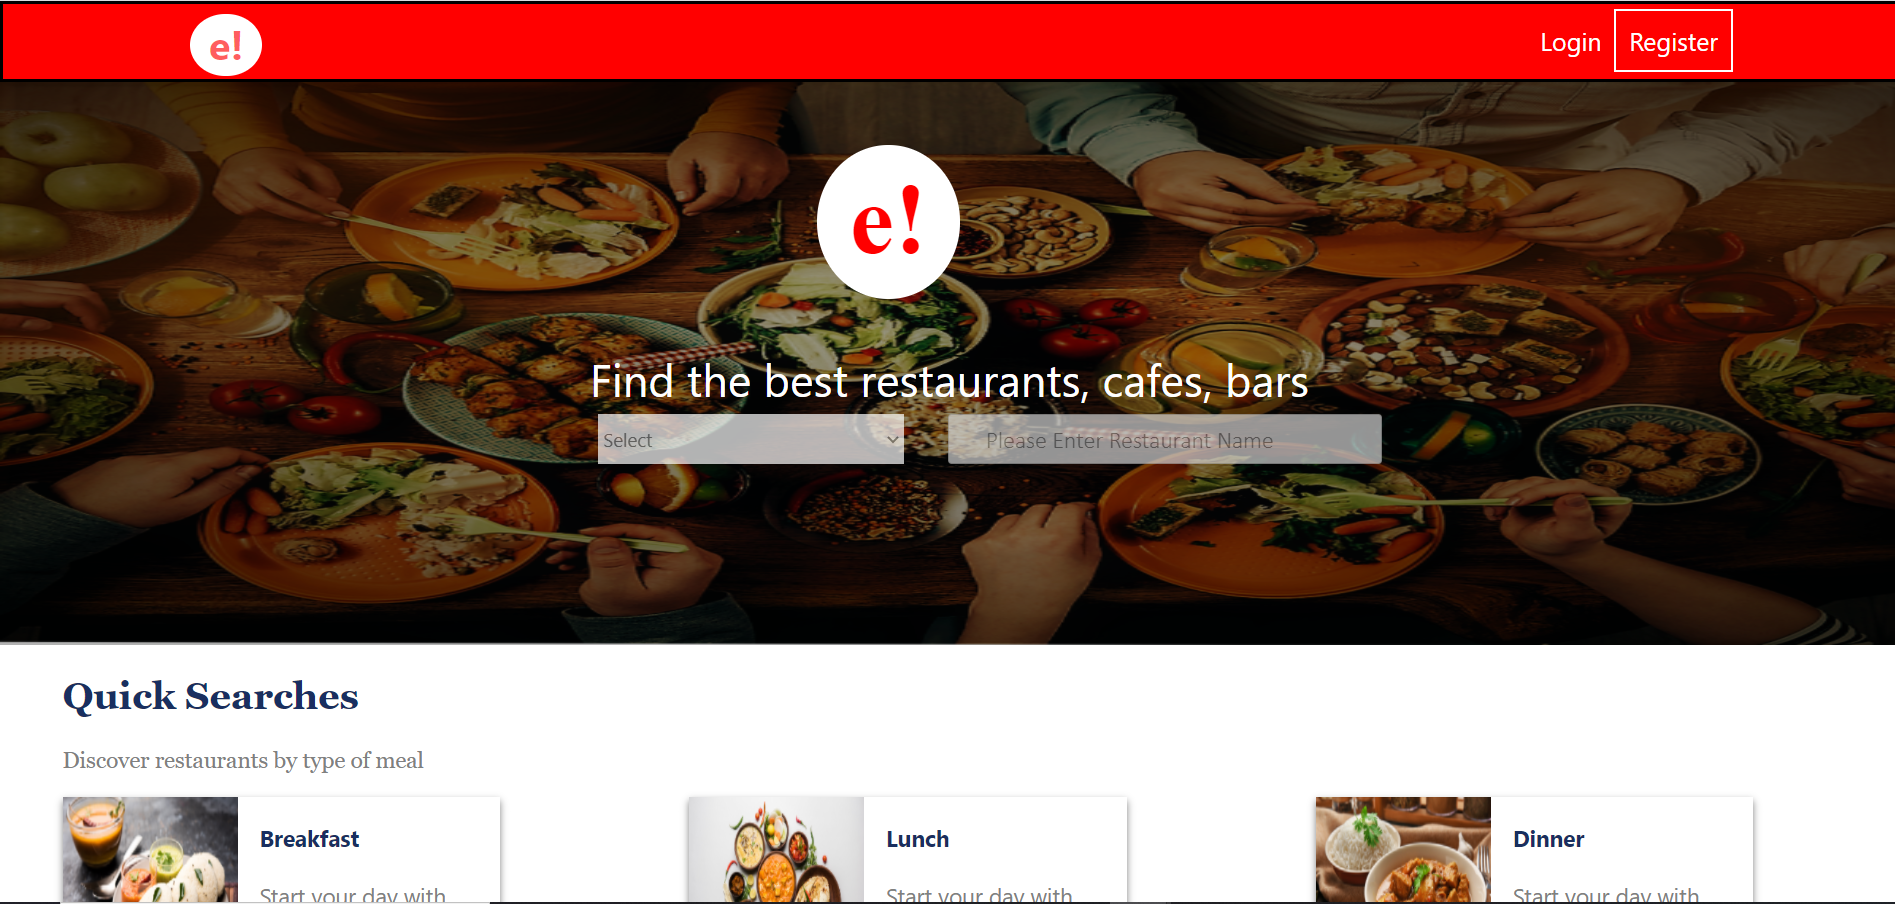 e!
Login Register
e!
Find the best restaurants, cafes, bars
Select
Please Enter Restaurant Name
Quick Searches
Discover restaurants by type of meal
Breakfast
Start your day with
Lunch
Start your day with
Dinner
Start your day with